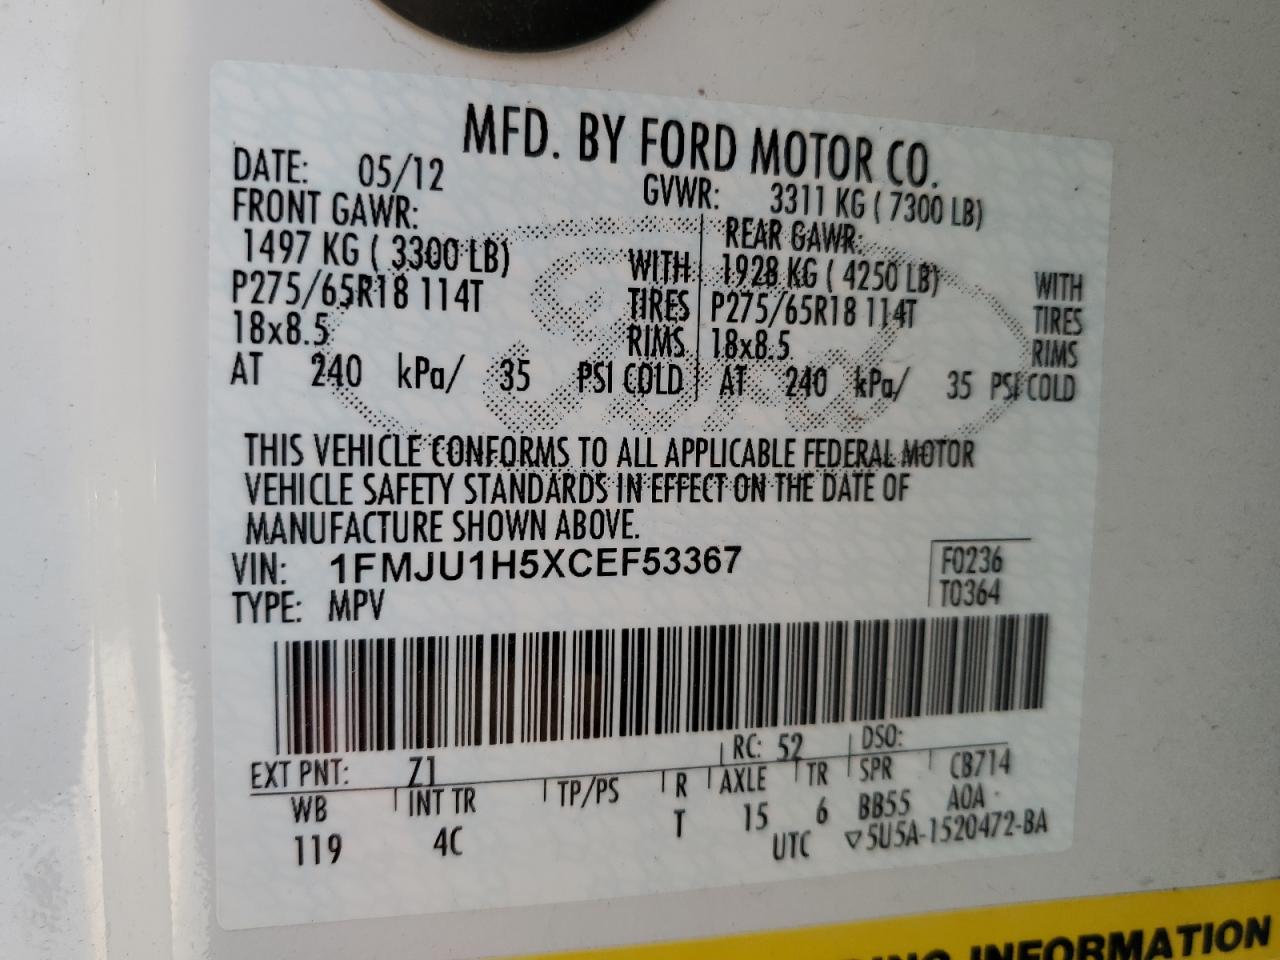 MFD. BY FORD MOTOR CO.
DATE: 05/12 GVWR: 3311 KG ( 7300 LB)
FRONT GAWR: REAR GAWR:
1497 KG ( 3300 LB) WITH 1928 KG ( 4250 LB) WITH
P275/65R18 114T TIRES P275/65R18 114T TIRES
18x8.5 RIMS 18x8.5 RIMS
AT 240 kPa/ 35 PSI COLD AT 240 kPa/ 35 PSI COLD
THIS VEHICLE CONFORMS TO ALL APPLICABLE FEDERAL MOTOR
VEHICLE SAFETY STANDARDS IN EFFECT ON THE DATE OF
MANUFACTURE SHOWN ABOVE.
VIN: 1FMJU1H5XCEF53367 F0236
TYPE: MPV T0364
EXT PNT: Z1 RC: 52 DSO:
WB INT TR TP/PS R AXLE TR SPR CB714
119 4C T 15 6 BB55 A0A
UTC ▽5U5A-1520472-BA
INFORMATION